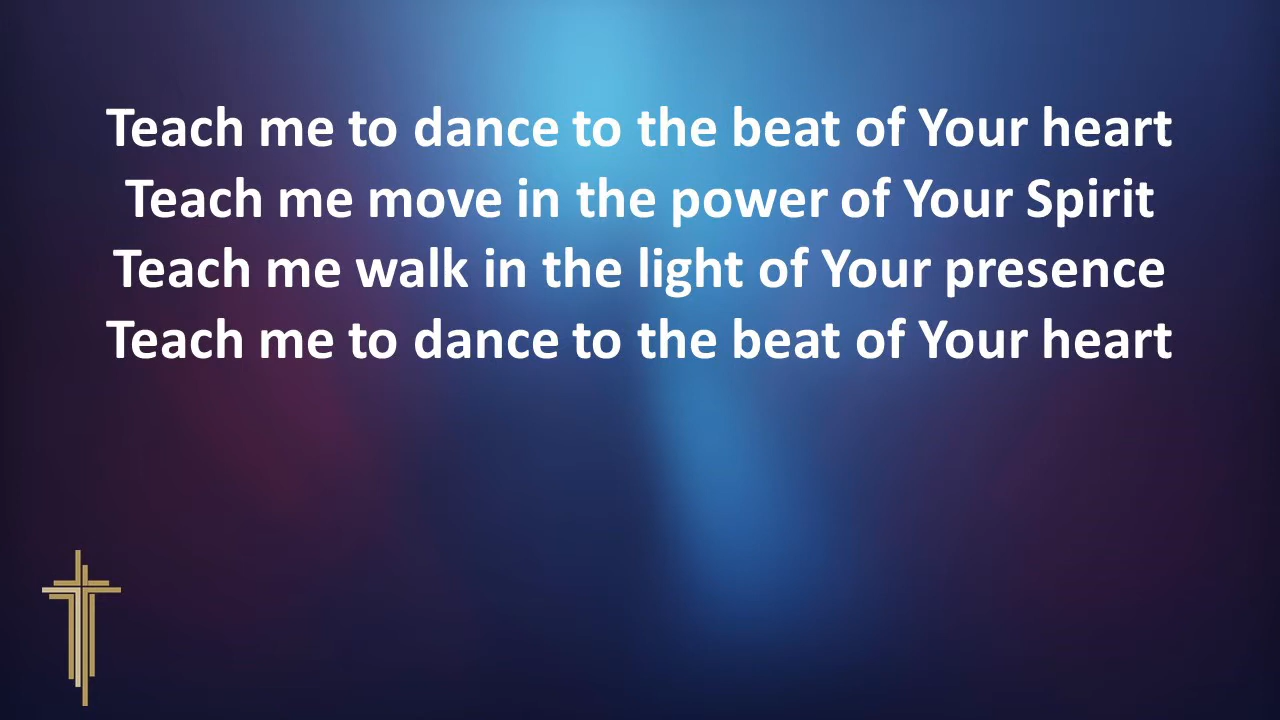 Teach me to dance to the beat of Your heart
Teach me move in the power of Your Spirit
Teach me walk in the light of Your presence
Teach me to dance to the beat of Your heart